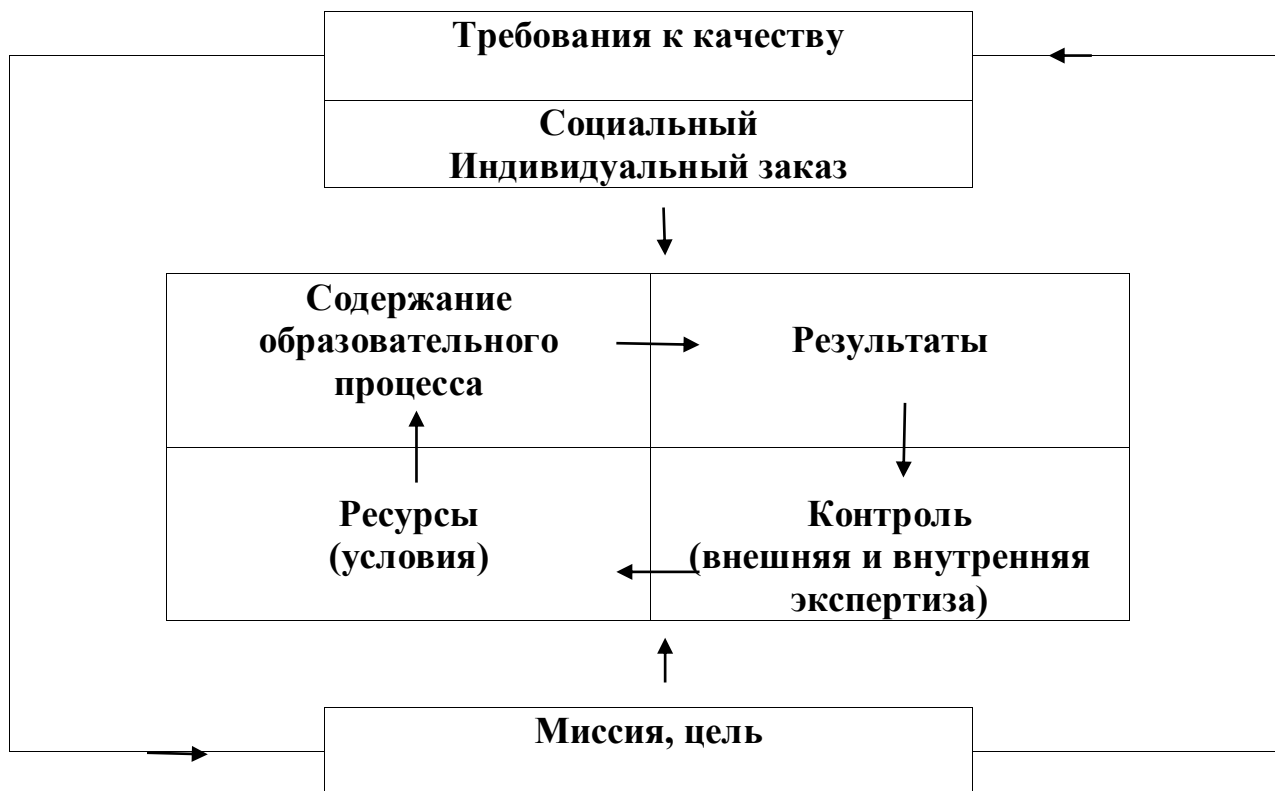 Требования к качеству
Социальный
Индивидуальный заказ
Содержание
образовательного
процесса
Результаты
Ресурсы
(условия)
Контроль
(внешняя и внутренняя
экспертиза)
Миссия, цель